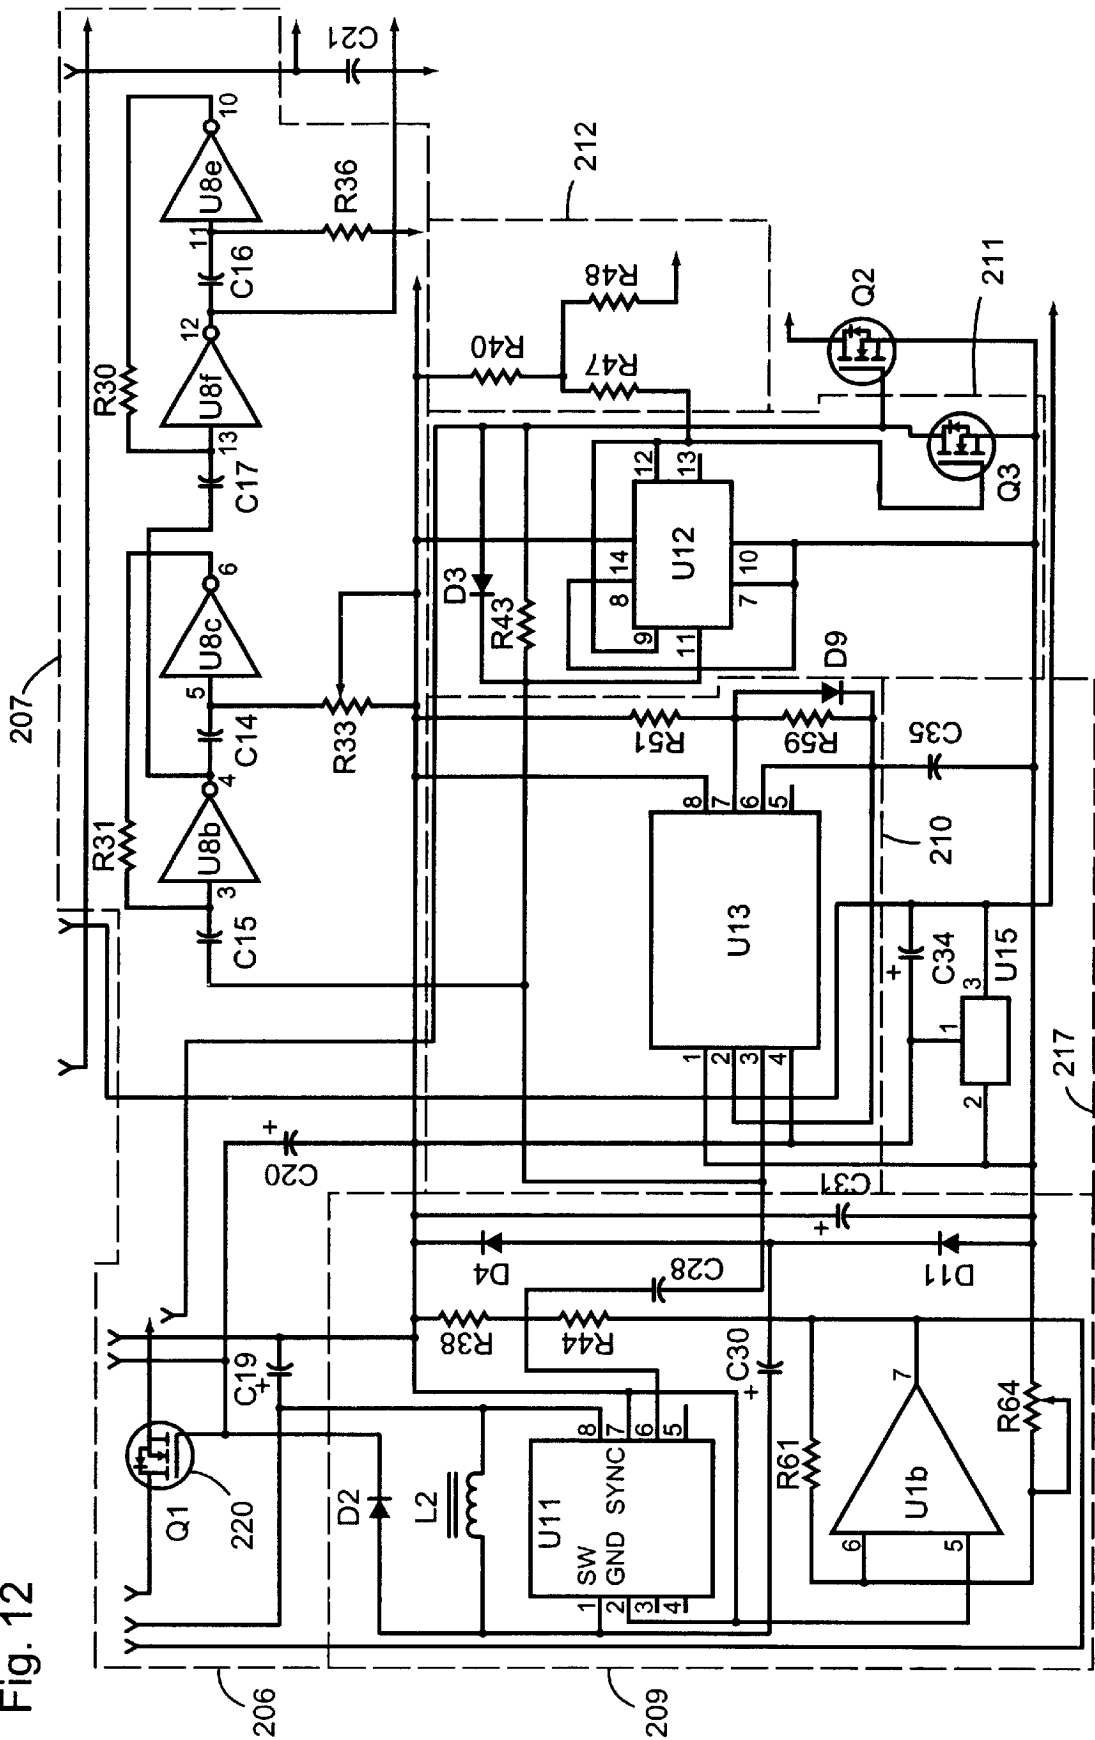 Fig. 12
206
Q1
220
C19
+
207
C15
3
R31
U8b
4
C14
5
U8c
6
R33
C17
13
R30
U8f
12
C16
11
U8e
10
R36
C21
C20
+
209
D2
L2
U11
SW
GND
SYNC
1
2
3
4
5
6
7
8
R38
R44
D4
C28
C30
+
C31
+
D11
R61
U1b
6
5
7
R64
217
U13
1
2
3
4
5
6
7
8
R51
R59
D9
C35
210
C34
+
U15
1
2
3
D3
R43
U12
14
8
9
11
7
10
12
13
R40
R47
R48
212
Q2
Q3
211